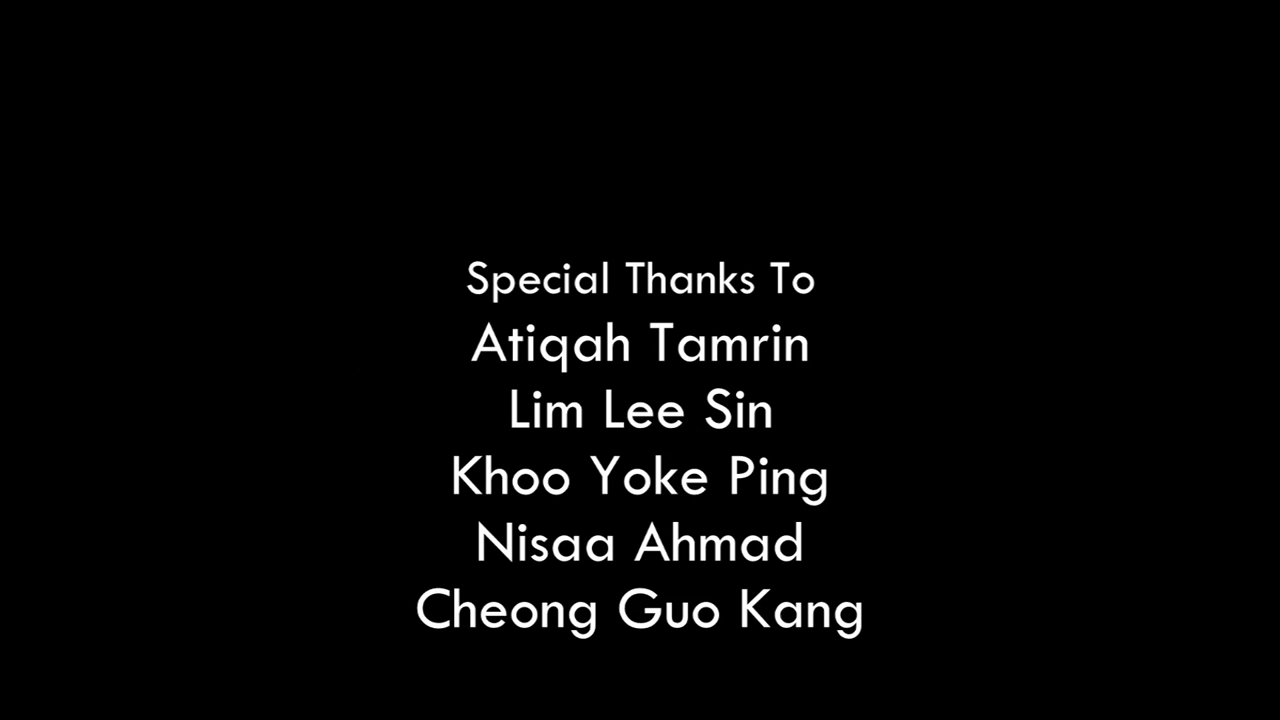 Special Thanks To
Atiqah Tamrin
Lim Lee Sin
Khoo Yoke Ping
Nisaa Ahmad
Cheong Guo Kang